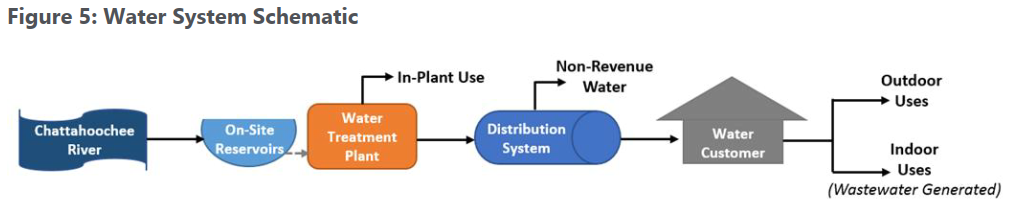 Figure 5: Water System Schematic
Chattahoochee
River
On-Site
Reservoirs
Water
Treatment
Plant
In-Plant Use
Distribution
System
Non-Revenue
Water
Water
Customer
Outdoor
Uses
Indoor
Uses
(Wastewater Generated)